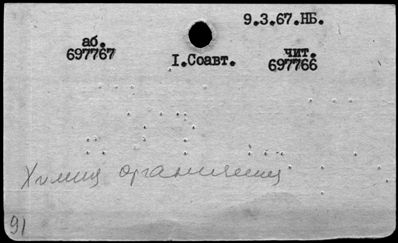 9.3.67.НБ.
аб. чит.
697767 I.Соавт. 697766
Химия органическая
91